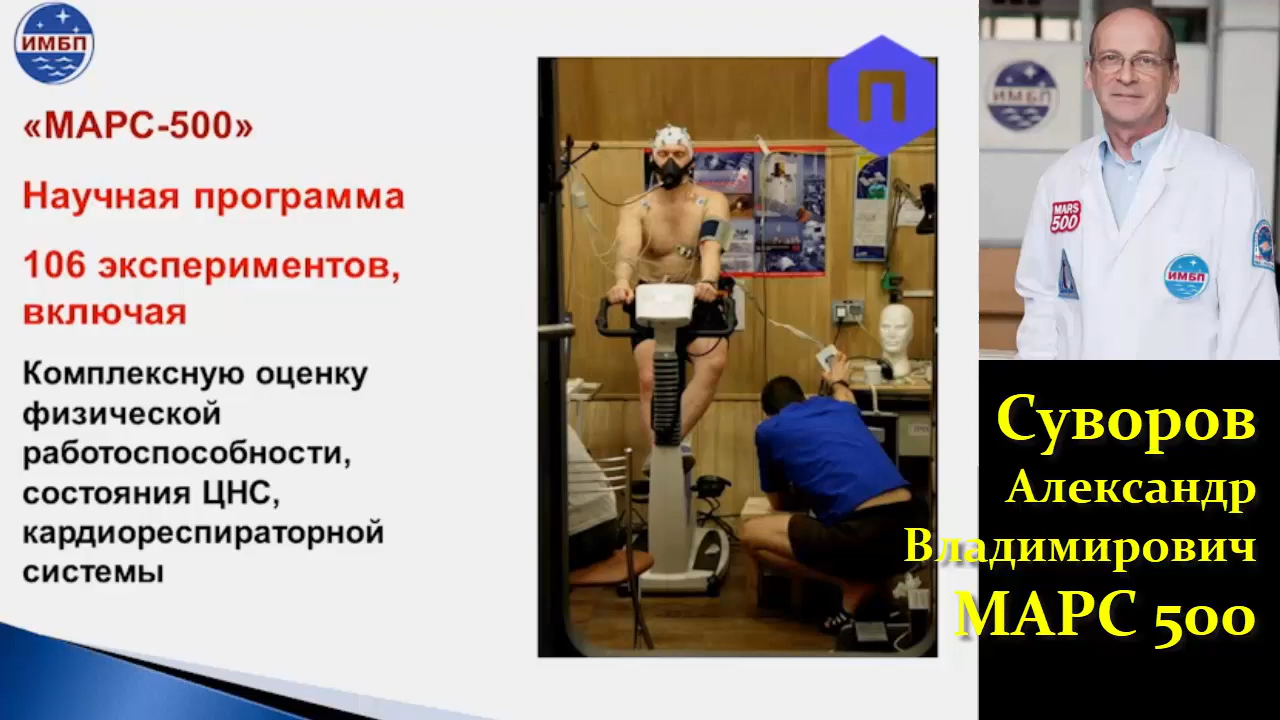 ИМБП
«МАРС-500»
Научная программа
106 экспериментов,
включая
Комплексную оценку
физической
работоспособности,
состояния ЦНС,
кардиореспираторной
системы
П
ИМБП
MARS
500
ИМБП
Суворов
Александр
Владимирович
МАРС 500